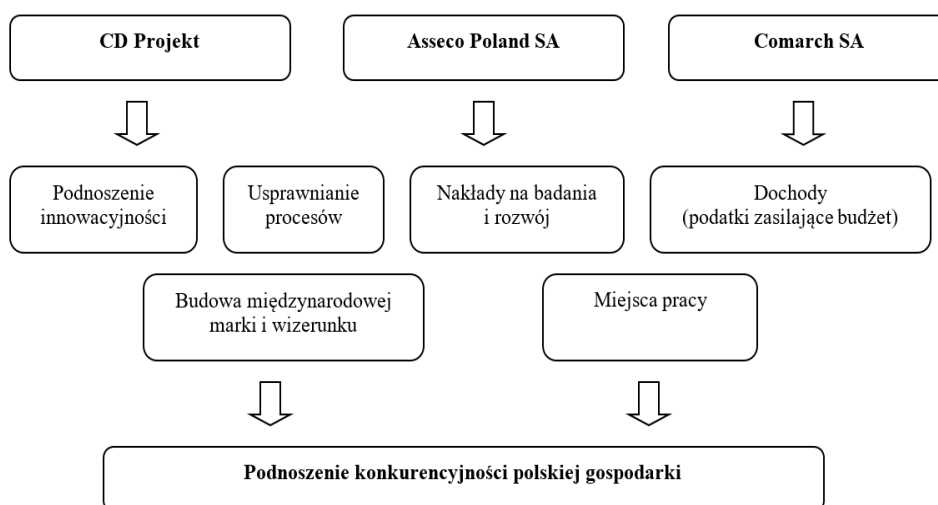 CD Projekt
Asseco Poland SA
Comarch SA
Podnoszenie
innowacyjności
Usprawnianie
procesów
Nakłady na badania
i rozwój
Dochody
(podatki zasilające budżet)
Budowa międzynarodowej
marki i wizerunku
Miejsca pracy
Podnoszenie konkurencyjności polskiej gospodarki